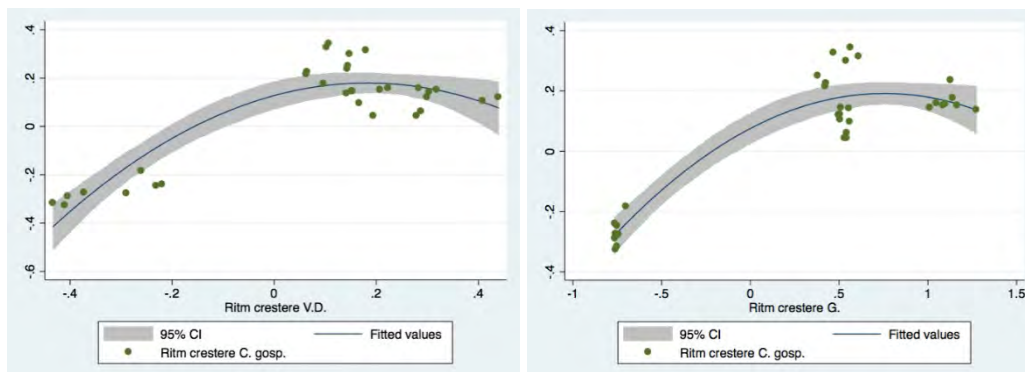 .4
.2
0
-.2
-.4
-.6
-.4
-.2
0
.2
.4
Ritm crestere V.D.
95% CI
Fitted values
Ritm crestere C. gosp.
.4
.2
0
-.2
-.4
-1
-.5
0
.5
1
1.5
Ritm crestere G.
95% CI
Fitted values
Ritm crestere C. gosp.